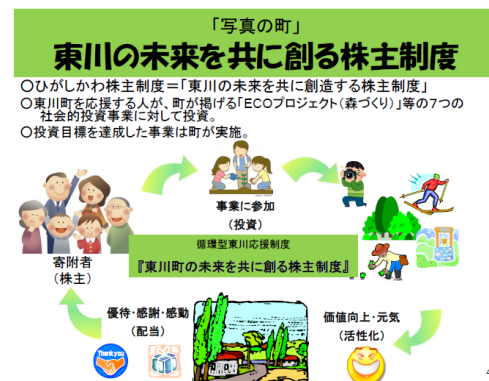 「写真の町」
東川の未来を共に創る株主制度
○ひがしかわ株主制度＝「東川の未来を共に創造する株主制度」
○東川町を応援する人が、町が掲げる「ECOプロジェクト(森づくり)」等の7つの
社会的投資事業に対して投資。
○投資目標を達成した事業は町が実施。
事業に参加
(投資)
寄附者
(株主)
循環型東川応援制度
『東川町の未来を共に創る株主制度』
優待・感謝・感動
(配当)
価値向上・元気
(活性化)
Thank you
4